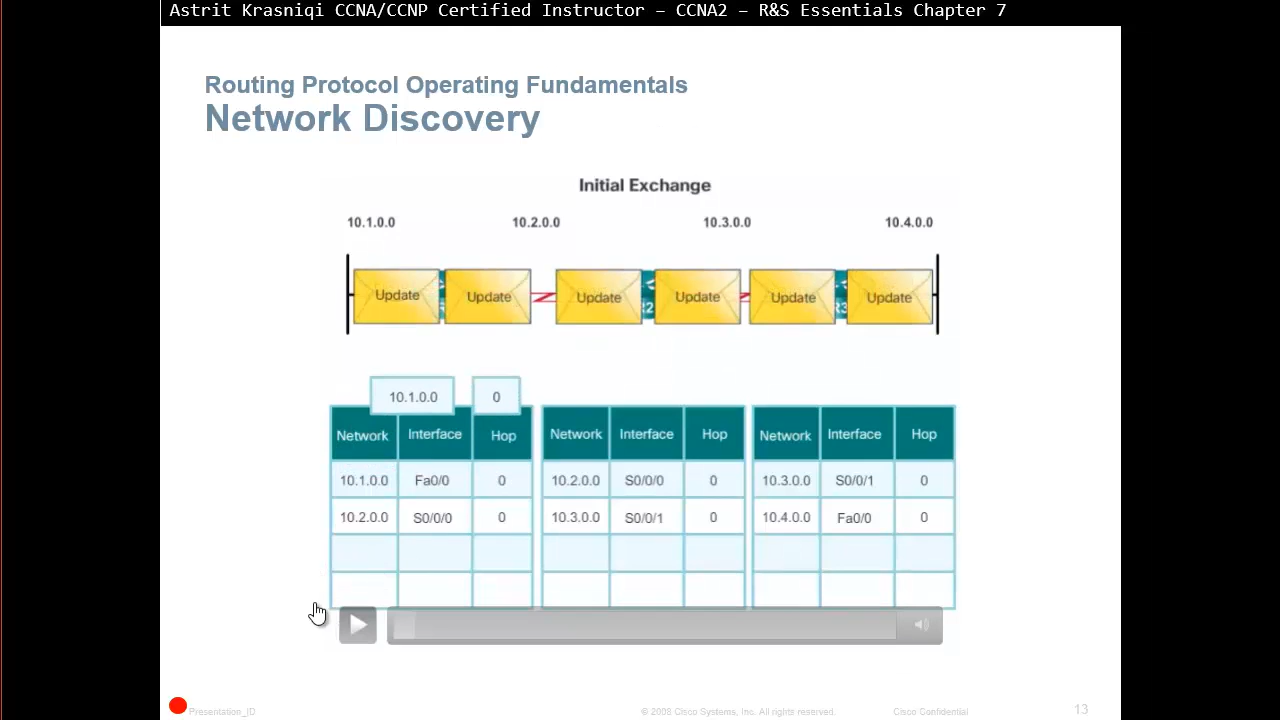 Astrit Krasniqi CCNA/CCNP Certified Instructor – CCNA2 – R&S Essentials Chapter 7
Routing Protocol Operating Fundamentals
Network Discovery
Initial Exchange
10.1.0.0 10.2.0.0 10.3.0.0 10.4.0.0
Update Update Update Update Update Update
R2 R3
10.1.0.0 0
Network Interface Hop Network Interface Hop Network Interface Hop
10.1.0.0 Fa0/0 0 10.2.0.0 S0/0/0 0 10.3.0.0 S0/0/1 0
10.2.0.0 S0/0/0 0 10.3.0.0 S0/0/1 0 10.4.0.0 Fa0/0 0
Presentation_ID © 2008 Cisco Systems, Inc. All rights reserved. Cisco Confidential 13